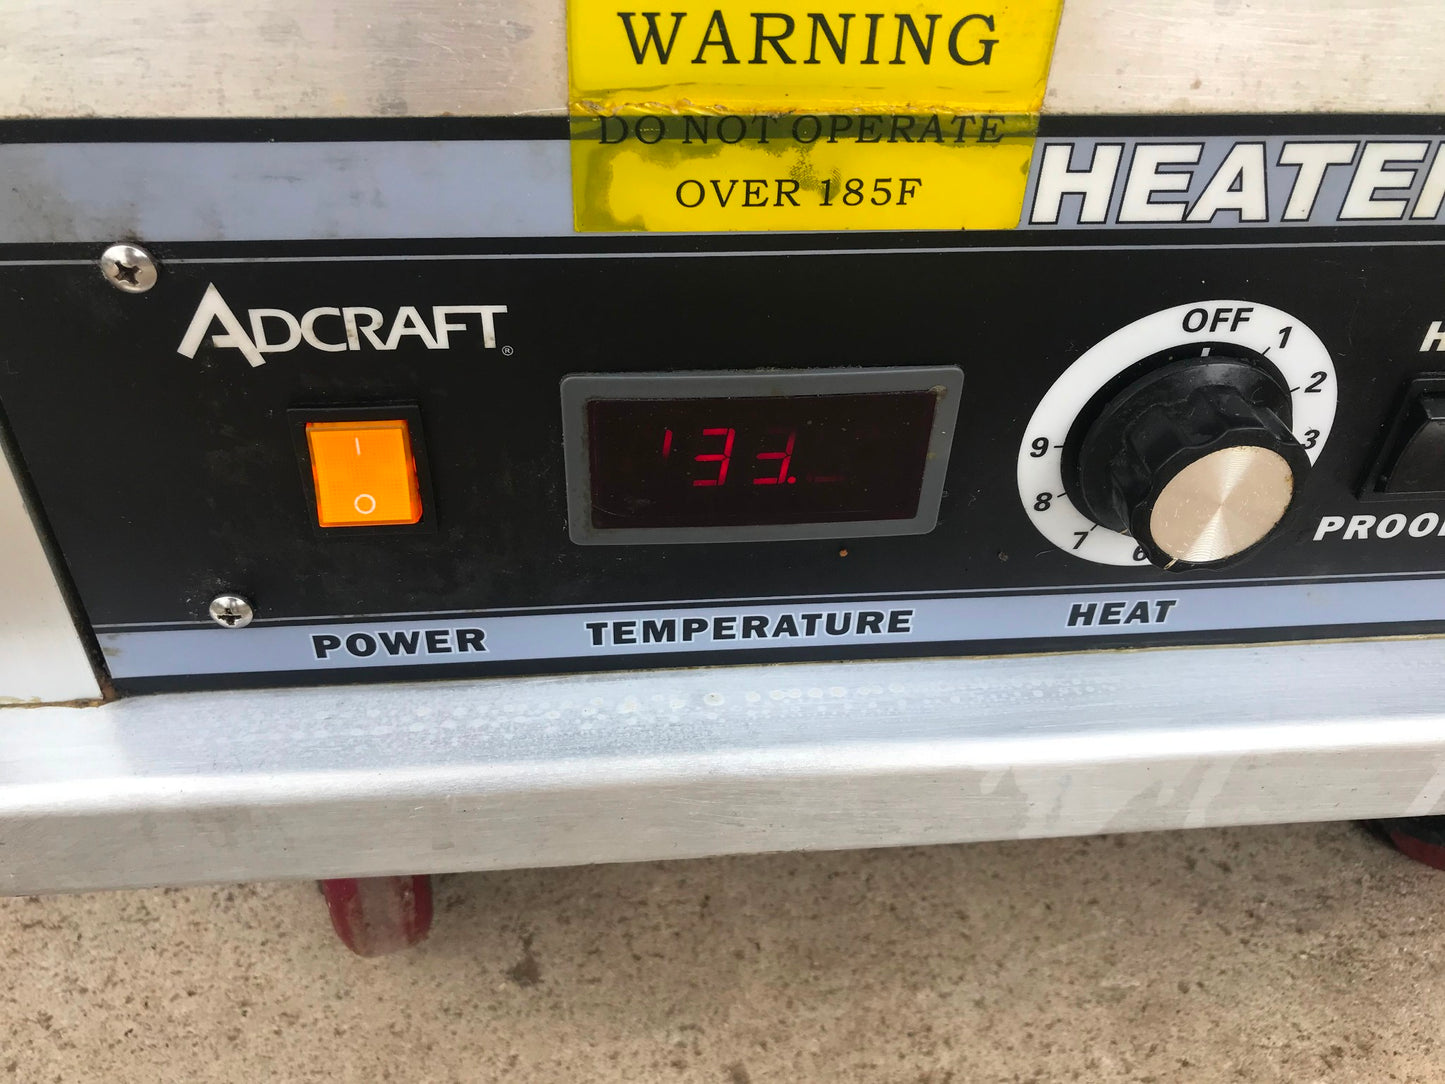 WARNING
DO NOT OPERATE
OVER 185F
HEATER
ADCRAFT®
OFF
1
2
3
6
7
8
9
I
O
133.
PROO
POWER
TEMPERATURE
HEAT